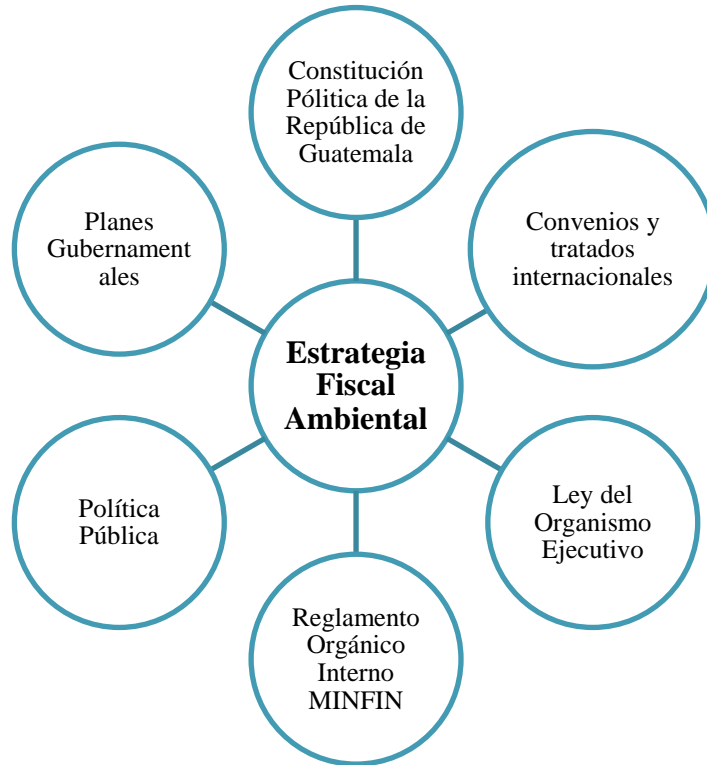 Constitución
Pólitica de la
República de
Guatemala
Planes
Gubernament
ales
Convenios y
tratados
internacionales
Estrategia
Fiscal
Ambiental
Política
Pública
Ley del
Organismo
Ejecutivo
Reglamento
Orgánico
Interno
MINFIN